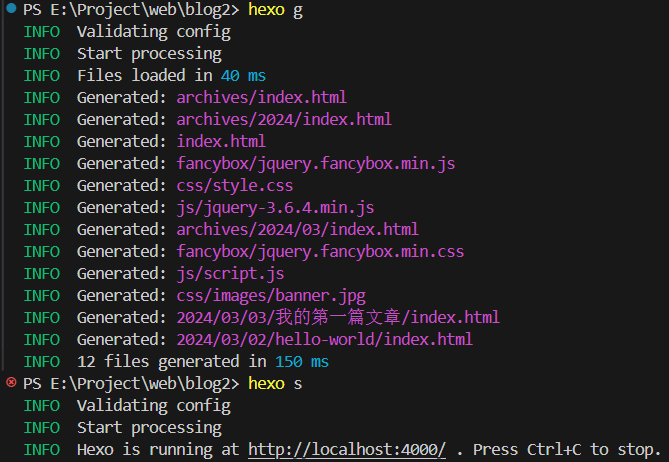 PS E:\Project\web\blog2> hexo g
INFO  Validating config
INFO  Start processing
INFO  Files loaded in 40 ms
INFO  Generated: archives/index.html
INFO  Generated: archives/2024/index.html
INFO  Generated: index.html
INFO  Generated: fancybox/jquery.fancybox.min.js
INFO  Generated: css/style.css
INFO  Generated: js/jquery-3.6.4.min.js
INFO  Generated: archives/2024/03/index.html
INFO  Generated: fancybox/jquery.fancybox.min.css
INFO  Generated: js/script.js
INFO  Generated: css/images/banner.jpg
INFO  Generated: 2024/03/03/我的第一篇文章/index.html
INFO  Generated: 2024/03/02/hello-world/index.html
INFO  12 files generated in 150 ms
PS E:\Project\web\blog2> hexo s
INFO  Validating config
INFO  Start processing
INFO  Hexo is running at http://localhost:4000/ . Press Ctrl+C to stop.